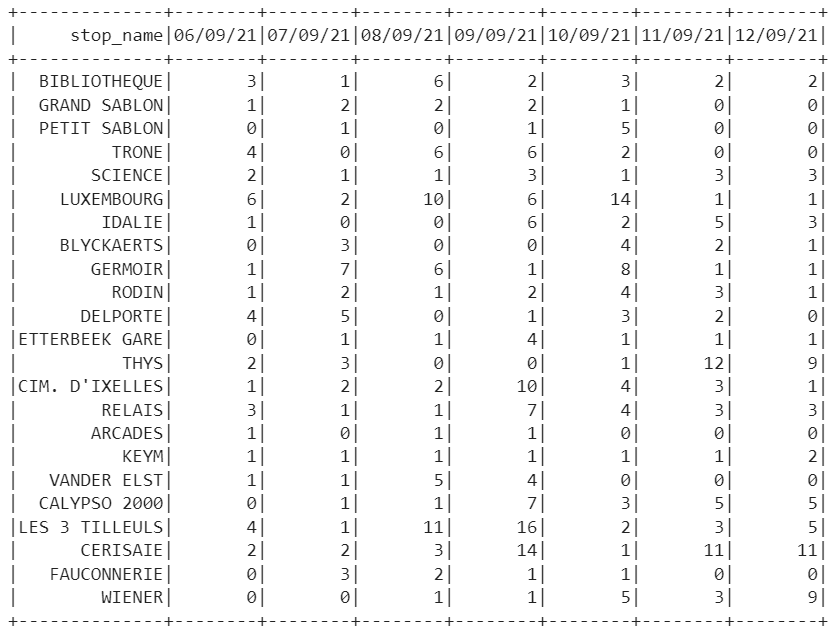 +--------------+--------+--------+--------+--------+--------+--------+--------+
|     stop_name|06/09/21|07/09/21|08/09/21|09/09/21|10/09/21|11/09/21|12/09/21|
+--------------+--------+--------+--------+--------+--------+--------+--------+
|  BIBLIOTHEQUE|       3|       1|       6|       2|       3|       2|       2|
|  GRAND SABLON|       1|       2|       2|       2|       1|       0|       0|
|  PETIT SABLON|       0|       1|       0|       1|       5|       0|       0|
|         TRONE|       4|       0|       6|       6|       2|       0|       0|
|       SCIENCE|       2|       1|       1|       3|       1|       3|       3|
|    LUXEMBOURG|       6|       2|      10|       6|      14|       1|       1|
|        IDALIE|       1|       0|       0|       6|       2|       5|       3|
|    BLYCKAERTS|       0|       3|       0|       0|       4|       2|       1|
|       GERMOIR|       1|       7|       6|       1|       8|       1|       1|
|         RODIN|       1|       2|       1|       2|       4|       3|       1|
|      DELPORTE|       4|       5|       0|       1|       3|       2|       0|
|ETTERBEEK GARE|       0|       1|       1|       4|       1|       1|       1|
|          THYS|       2|       3|       0|       0|       1|      12|       9|
|CIM. D'IXELLES|       1|       2|       2|      10|       4|       3|       1|
|        RELAIS|       3|       1|       1|       7|       4|       3|       3|
|       ARCADES|       1|       0|       1|       1|       0|       0|       0|
|          KEYM|       1|       1|       1|       1|       1|       1|       2|
|   VANDER ELST|       1|       1|       5|       4|       0|       0|       0|
|  CALYPSO 2000|       0|       1|       1|       7|       3|       5|       5|
|LES 3 TILLEULS|       4|       1|      11|      16|       2|       3|       5|
|      CERISAIE|       2|       2|       3|      14|       1|      11|      11|
|   FAUCONNERIE|       0|       3|       2|       1|       1|       0|       0|
|        WIENER|       0|       0|       1|       1|       5|       3|       9|
+--------------+--------+--------+--------+--------+--------+--------+--------+